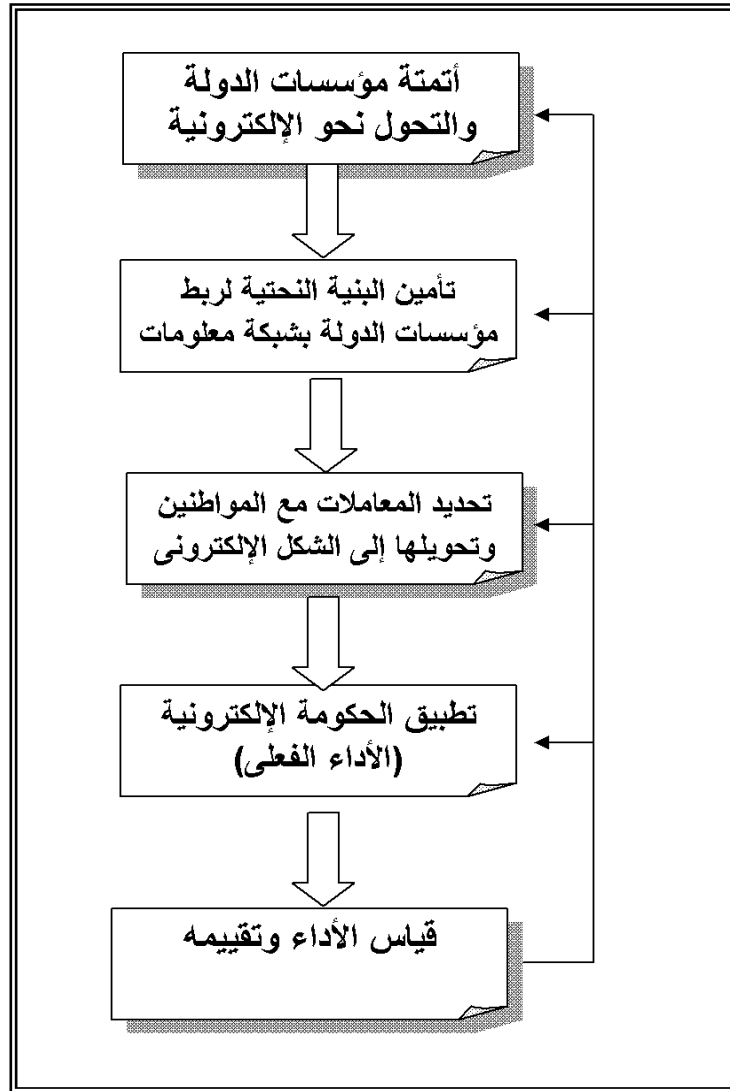 أتمتة مؤسسات الدولة
والتحول نحو الإلكترونية
تأمين البنية النحتية لربط
مؤسسات الدولة بشبكة معلومات
تحديد المعاملات مع المواطنين
وتحويلها إلى الشكل الإلكترونى
تطبيق الحكومة الإلكترونية
(الأداء الفعلى)
قياس الأداء وتقييمه